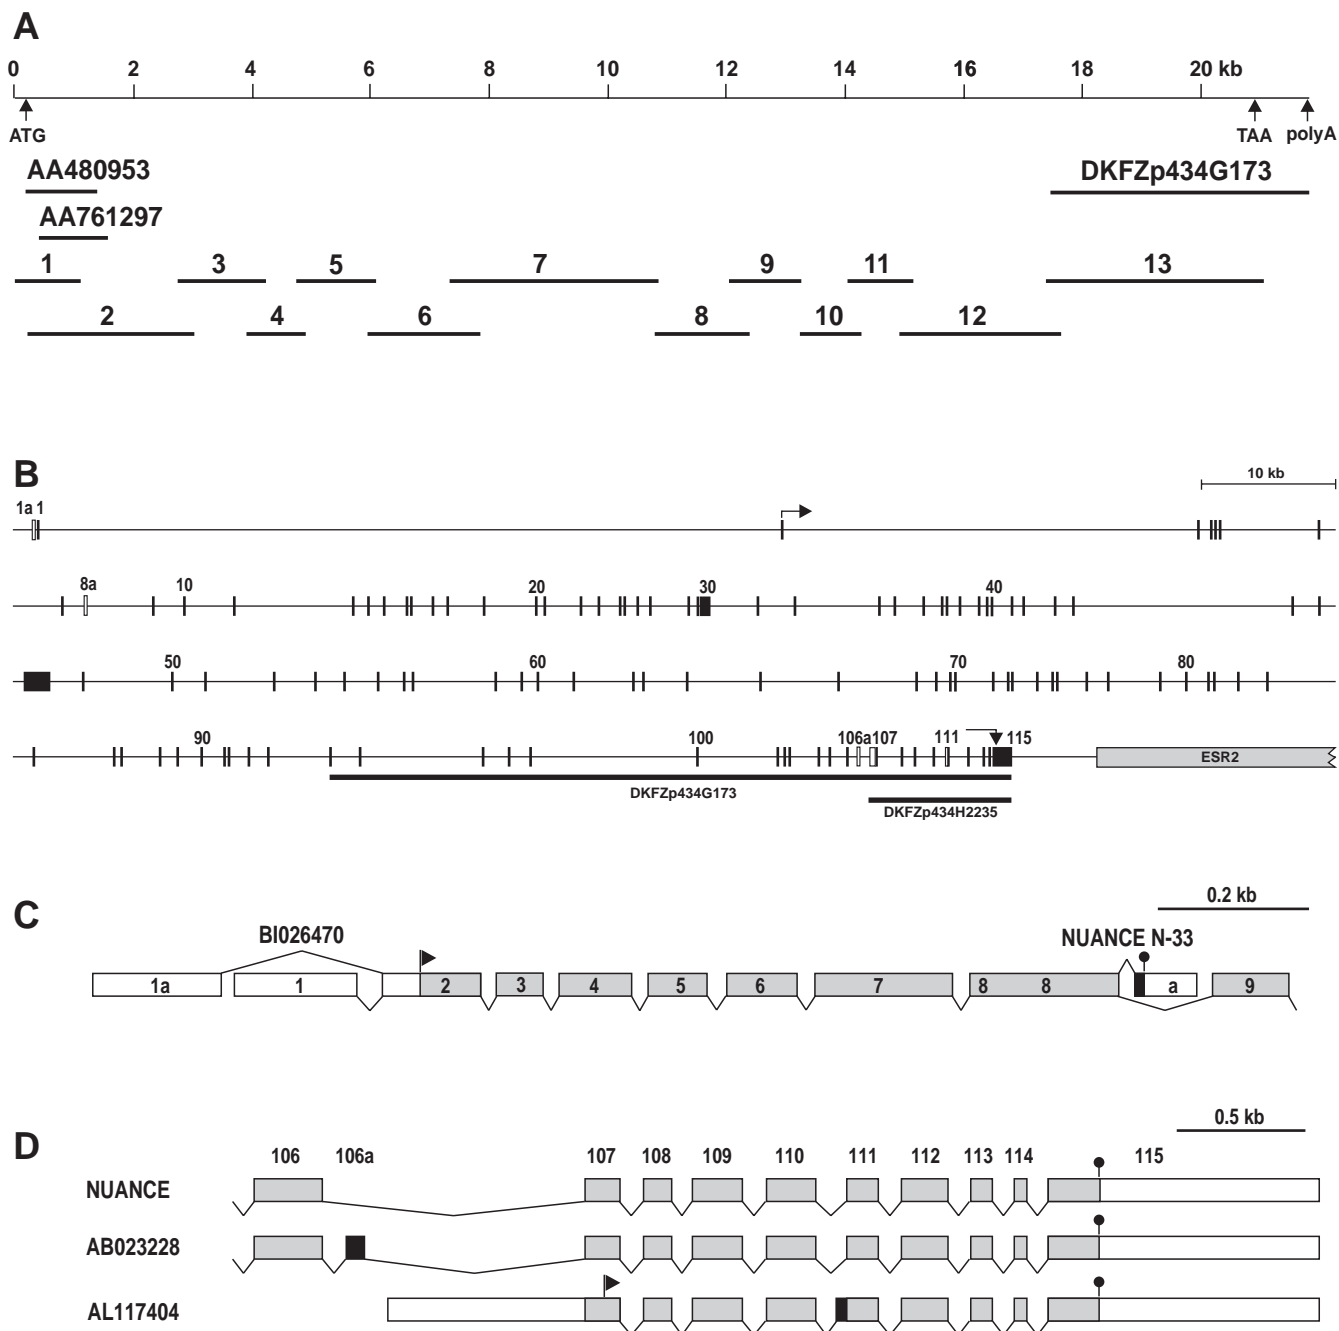 A
0 2 4 6 8 10 12 14 16 18 20 kb
ATG TAA polyA
AA480953 DKFZp434G173
AA761297
1 3 5 7 9 11 13
2 4 6 8 10 12
B
10 kb
1a 1
8a 10 20 30 40
50 60 70 80
90 100 106a 107 111 115
ESR2
DKFZp434G173
DKFZp434H2235
C
0.2 kb
BI026470 NUANCE N-33
1a 1 2 3 4 5 6 7 8 8 a 9
D
0.5 kb
106 106a 107 108 109 110 111 112 113 114 115
NUANCE
AB023228
AL117404